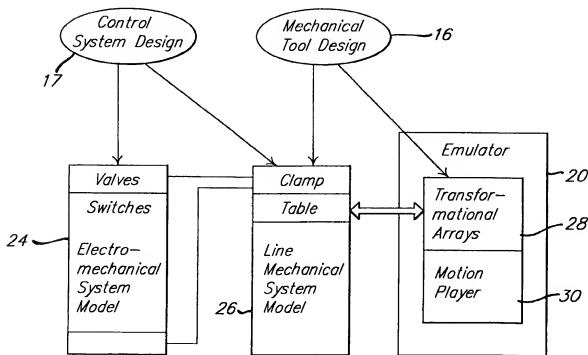 Control
System Design
17
Mechanical
Tool Design
16
Valves
Switches
Electro-
mechanical
System
Model
24
Clamp
Table
Line
Mechanical
System
Model
26
Emulator
20
Transfor-
mational
Arrays
28
Motion
Player
30